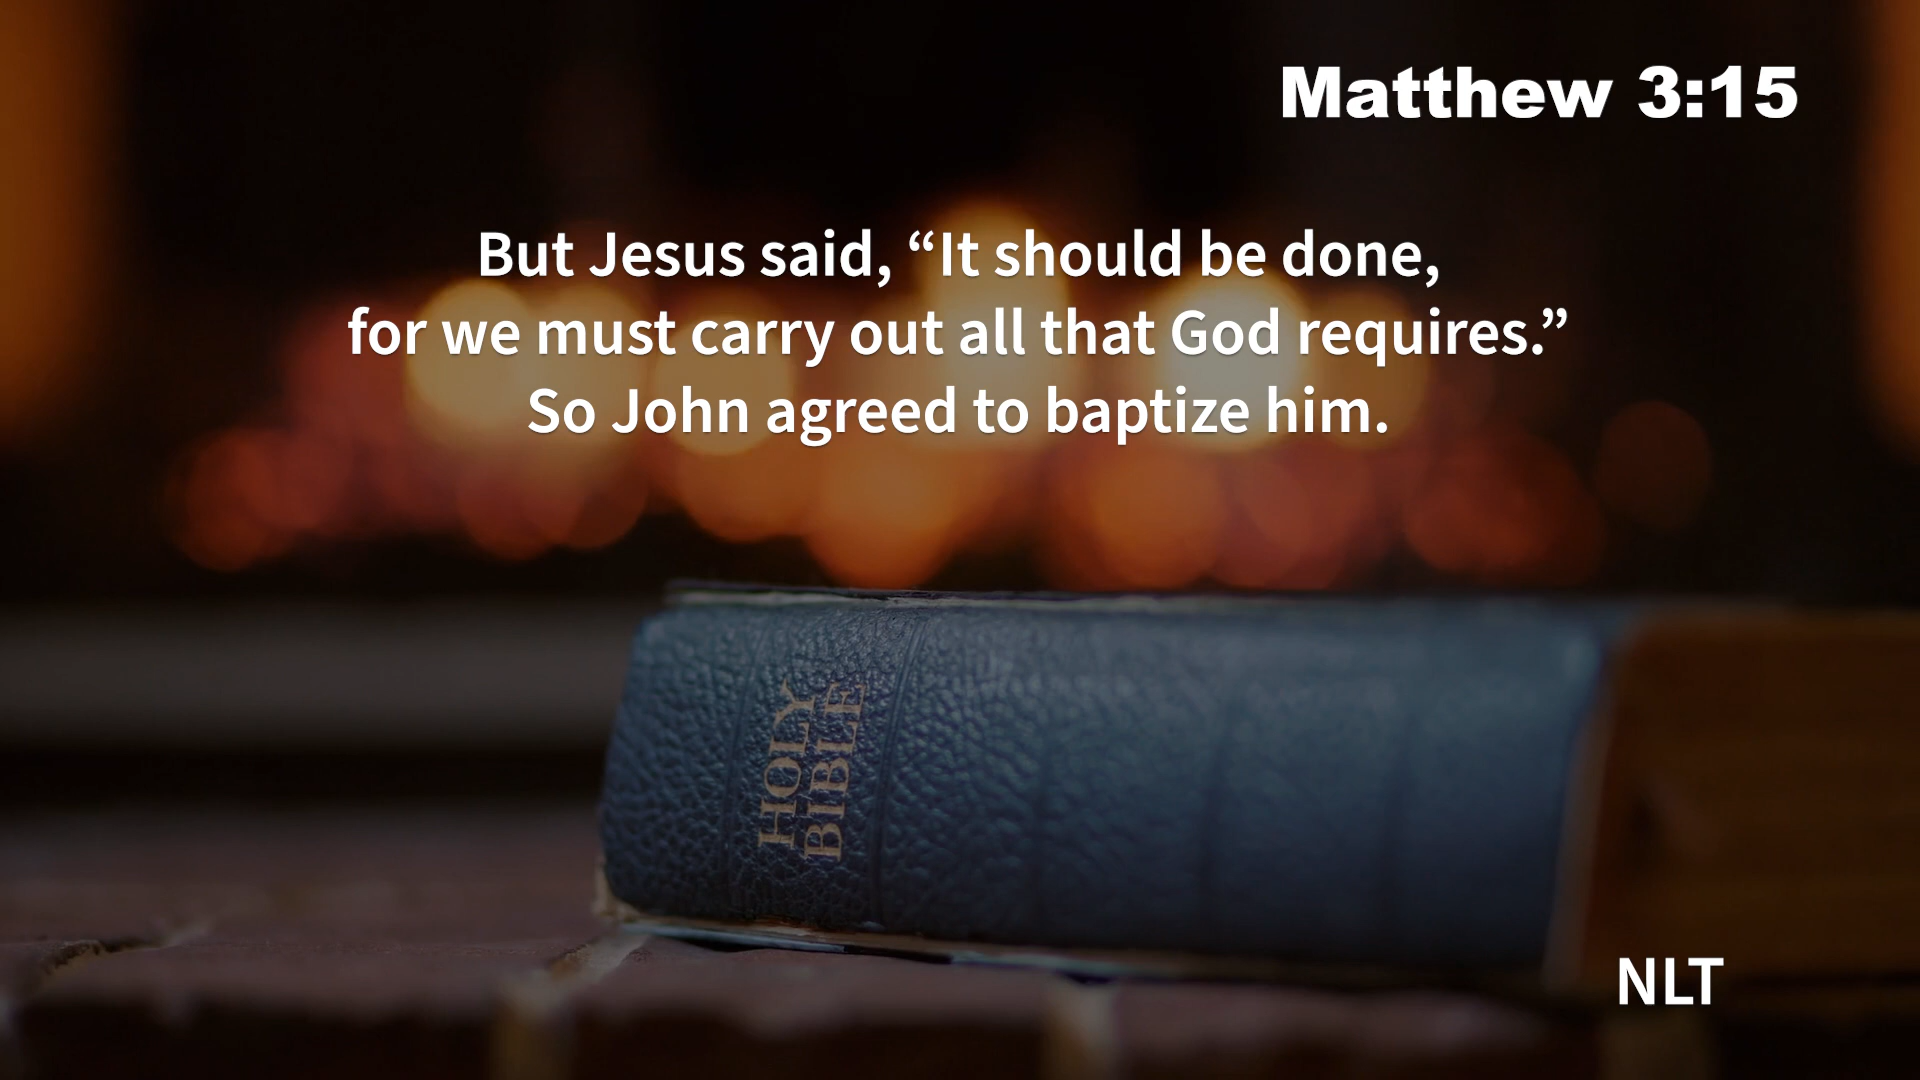 Matthew 3:15
But Jesus said, “It should be done,
for we must carry out all that God requires.”
So John agreed to baptize him.
HOLY
BIBLE
NLT